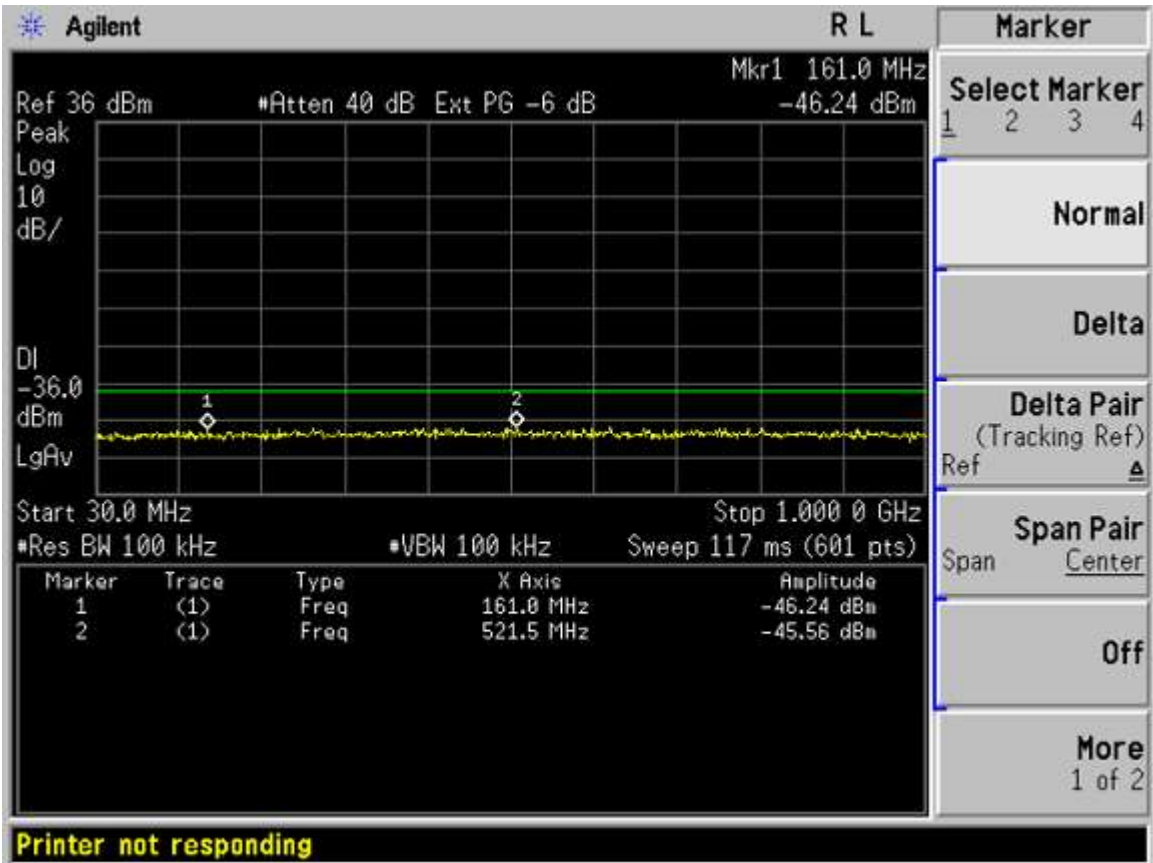 Agilent
R L
Marker
Mkr1 161.0 MHz
Ref 36 dBm #Atten 40 dB Ext PG -6 dB -46.24 dBm
Peak
Log
10
dB/
DI
-36.0
dBm
LgAv
1
2
Start 30.0 MHz Stop 1.000 0 GHz
#Res BW 100 kHz #VBW 100 kHz Sweep 117 ms (601 pts)
Marker Trace Type X Axis Amplitude
1 (1) Freq 161.0 MHz -46.24 dBm
2 (1) Freq 521.5 MHz -45.56 dBm
Select Marker
1 2 3 4
Normal
Delta
Delta Pair
(Tracking Ref)
Ref Δ
Span Pair
Span Center
Off
More
1 of 2
Printer not responding